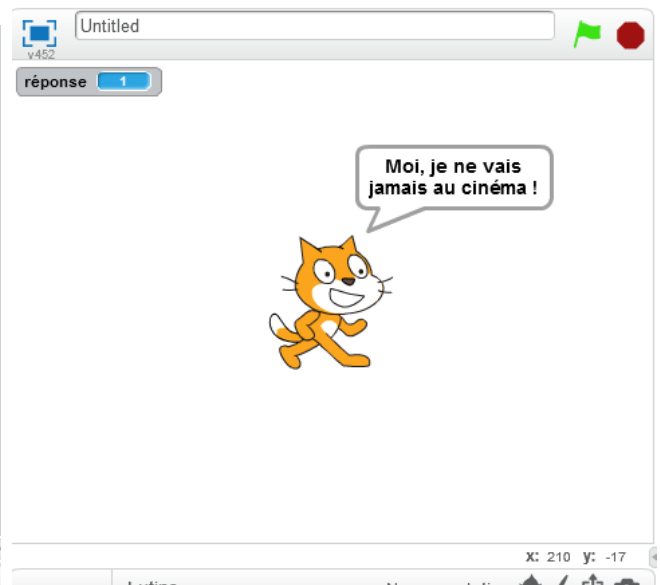 Untitled
v452
réponse 1
Moi, je ne vais
jamais au cinéma !
x: 210 y: -17